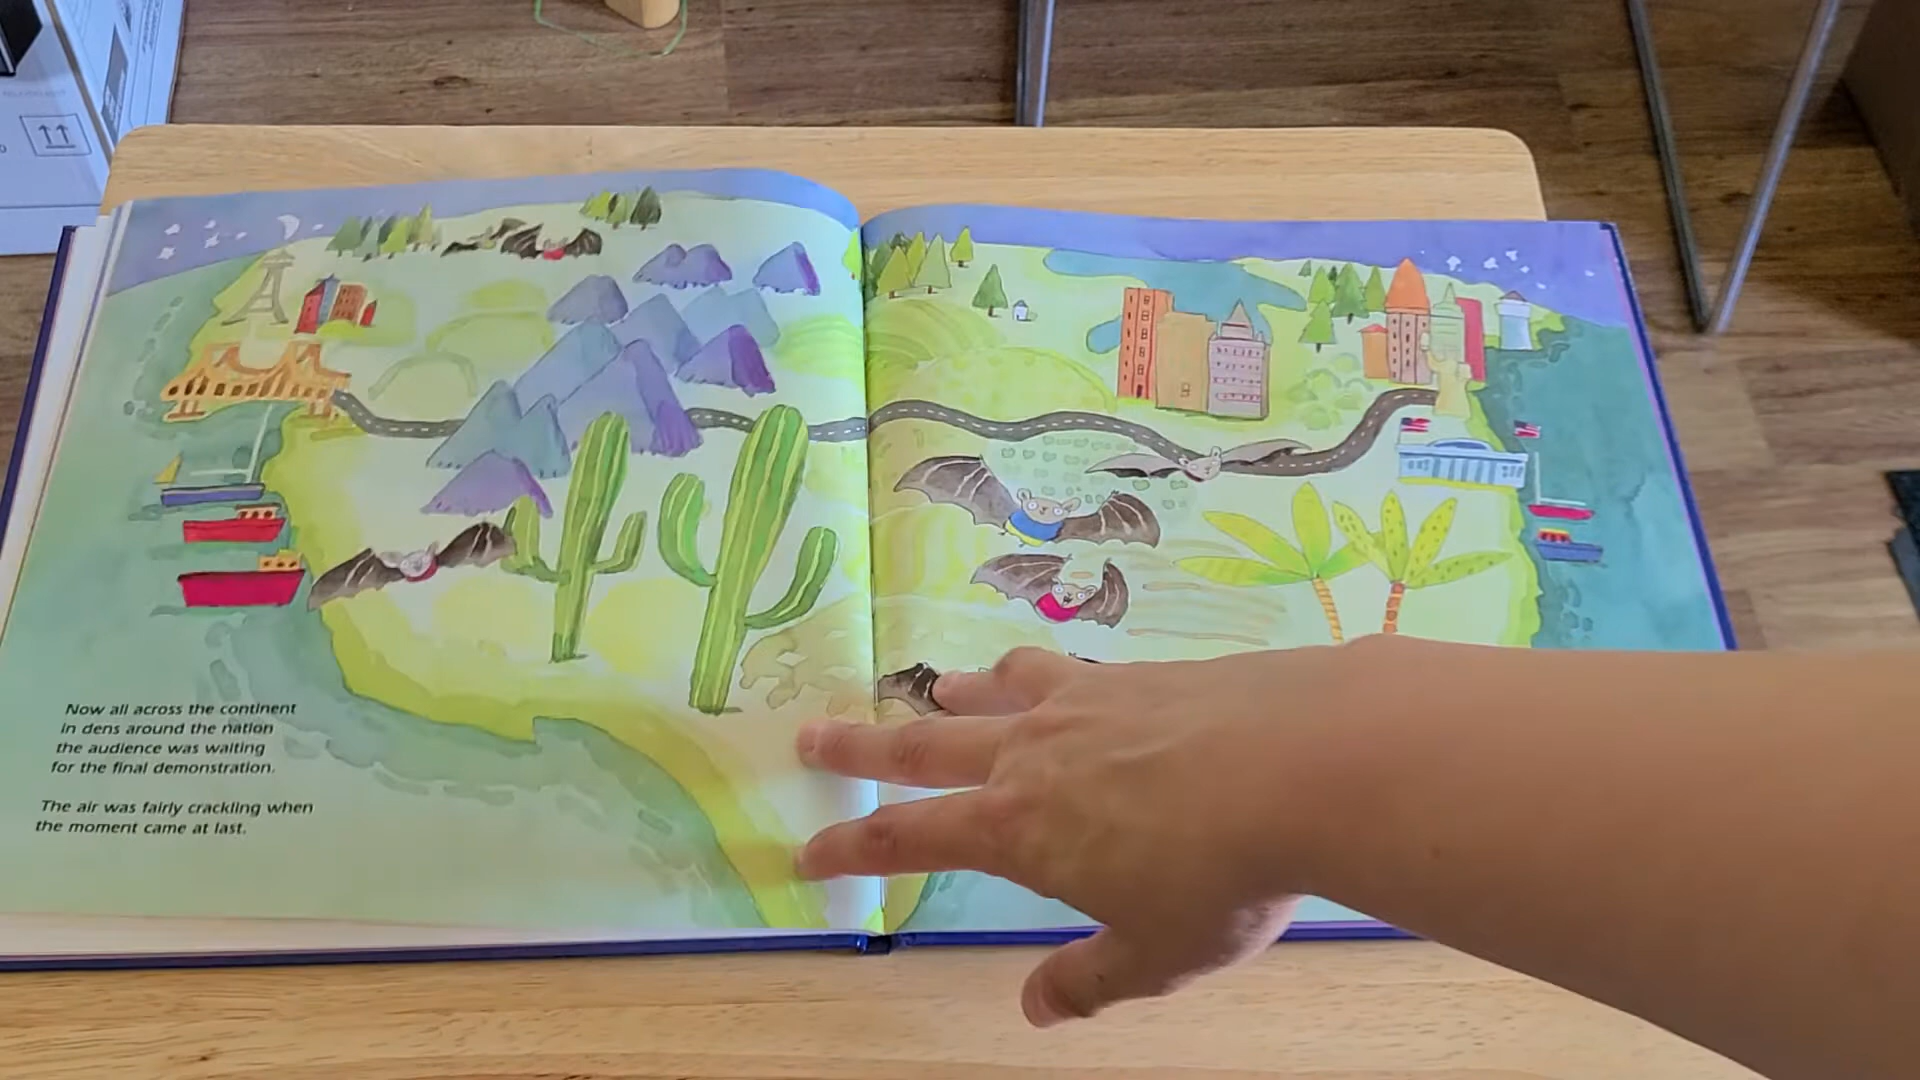 Now all across the continent
in dens around the nation
the audience was waiting
for the final demonstration.
The air was fairly crackling when
the moment came at last.